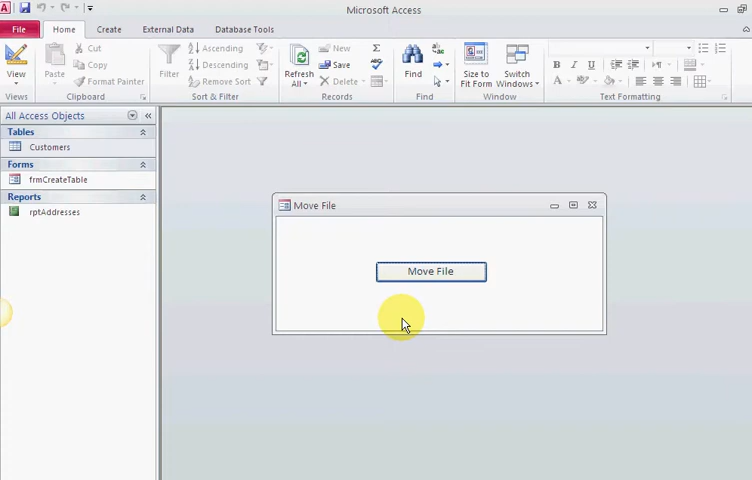 Microsoft Access
File Home Create External Data Database Tools
View
Views
Paste
Cut
Copy
Format Painter
Clipboard
Filter
Ascending
Descending
Remove Sort
Sort & Filter
Refresh
All
New
Save
Delete
Σ
Records
Find
Find
Size to
Fit Form
Switch
Windows
Window
B I U
A
Text Formatting
All Access Objects
Tables
Customers
Forms
frmCreateTable
Reports
rptAddresses
Move File
Move File